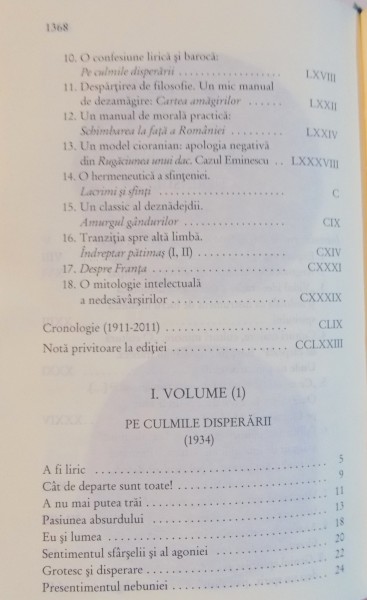 1368
10. O confesiune lirică și barocă:
Pe culmile disperării ..................... LXVIII
11. Despărțirea de filosofie. Un mic manual
de dezamăgire: Cartea amăgirilor ...... LXXII
12. Un manual de morală practică:
Schimbarea la față a României ........ LXXIV
13. Un model cioranian: apologia negativă
din Rugăciunea unui dac. Cazul Eminescu .. LXXXVIII
14. O hermeneutică a sfințeniei.
Lacrimi și sfinți ........................... C
15. Un clasic al deznădejdii.
Amurgul gândurilor ..................... CIX
16. Tranziția spre altă limbă.
Îndreptar pătimaș (I, II) ................ CXIV
17. Despre Franța ........................... CXXXI
18. O mitologie intelectuală
a nedesăvârșirilor ....................... CXXXIX
Cronologie (1911-2011) ..................... CLIX
Notă privitoare la ediției ..................... CCLXXIII
I. VOLUME (1)
PE CULMILE DISPERĂRII
(1934)
A fi liric ........................................ 5
Cât de departe sunt toate! ..................... 9
A nu mai putea trăi ........................... 11
Pasiunea absurdului ........................... 13
Eu și lumea .................................... 18
Sentimentul sfârșelii și al agoniei ............ 20
Grotesc și disperare ........................... 22
Presentimentul nebuniei ..................... 24